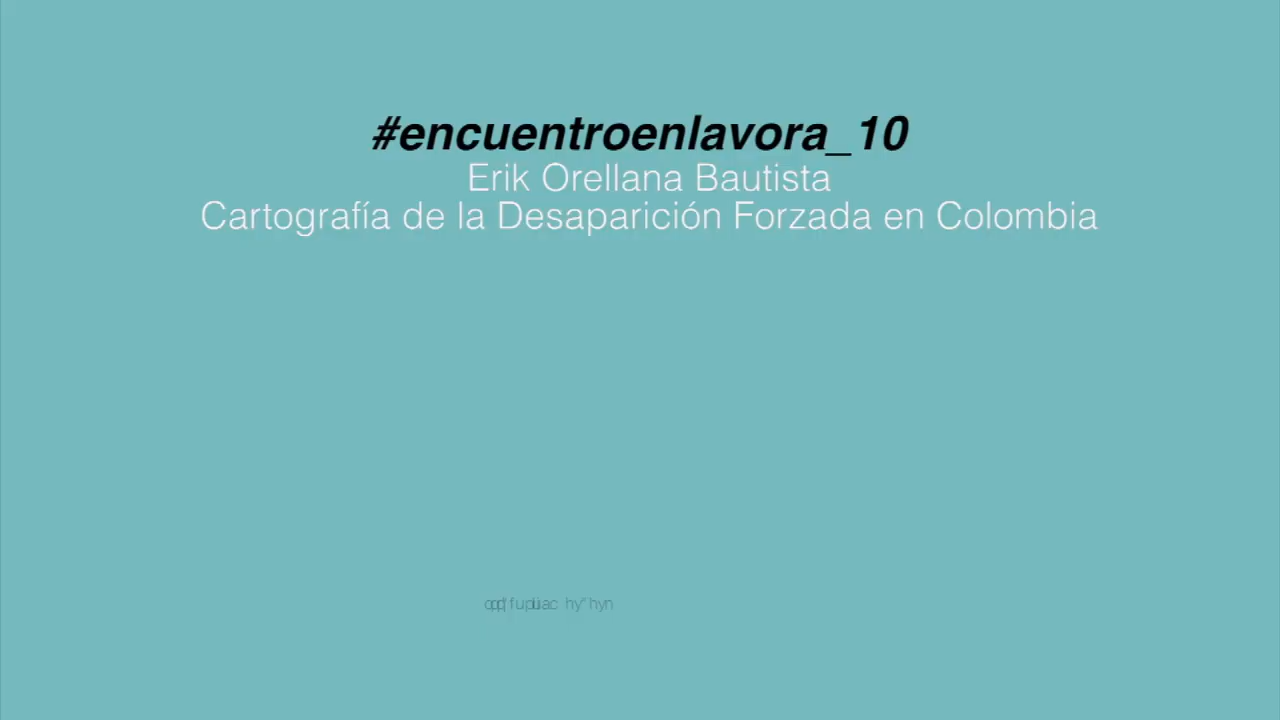 #encuentroenlavora_10
Erik Orellana Bautista
Cartografía de la Desaparición Forzada en Colombia